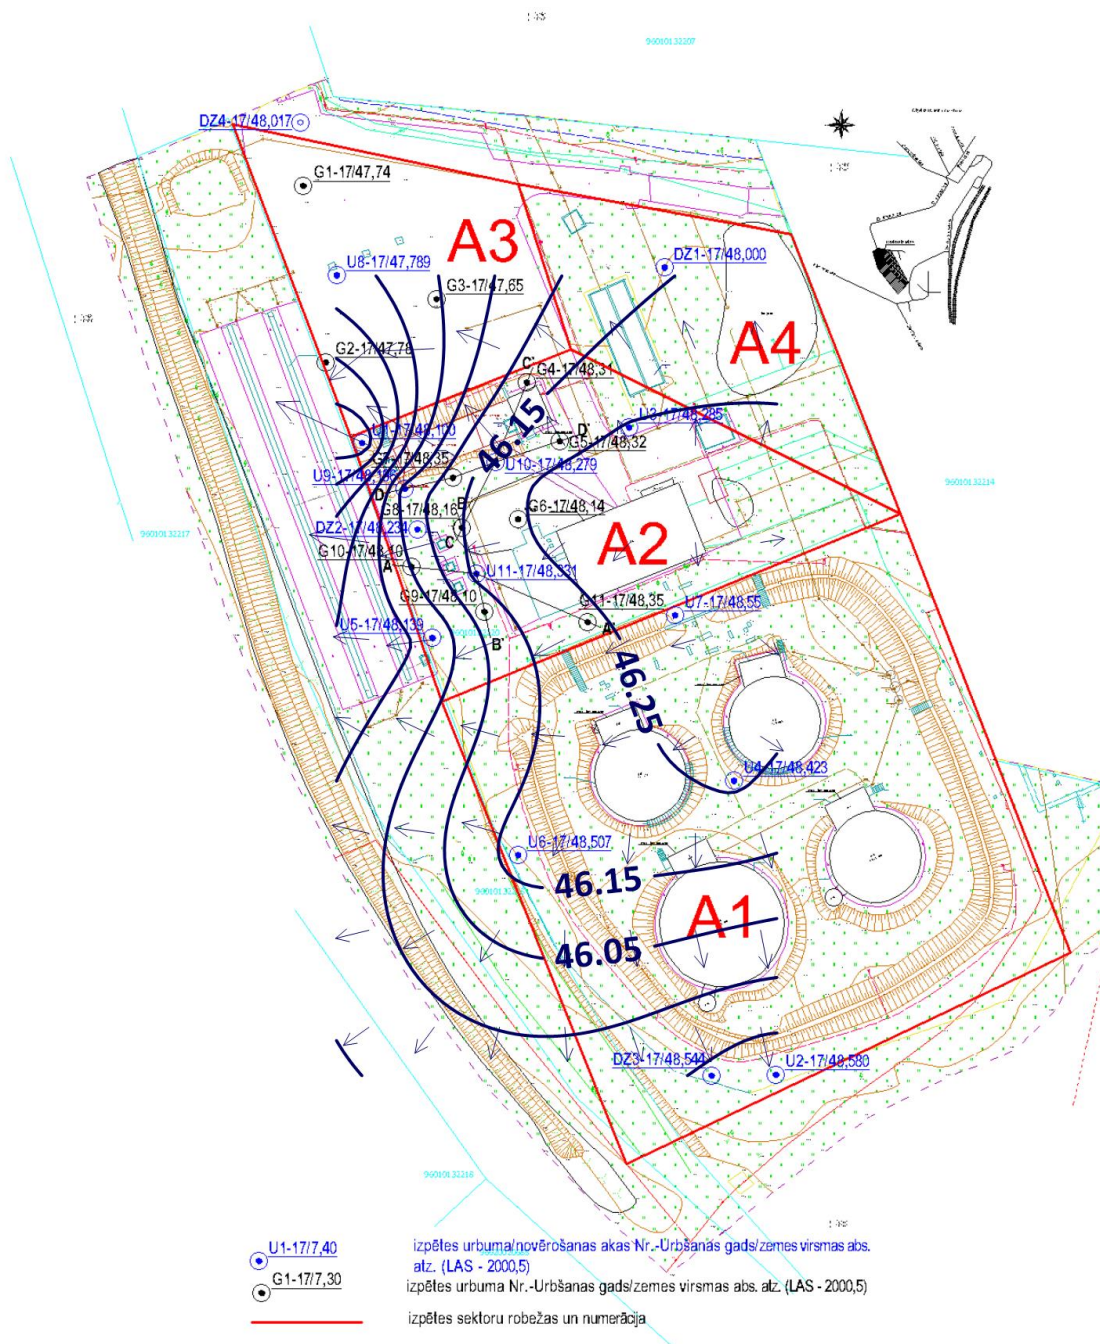 96010132207
DZ4-17/48,017
G1-17/47,74
A3
U8-17/47,789
DZ1-17/48,000
G3-17/47,65
A4
G2-17/47,78
C'
G4-17/48,31
46.15
U3-17/48,285
D'
G5-17/48,32
U10-17/48,279
D
G8-17/48,16
B
G6-17/48,14
96010132214
96010132217
DZ2-17/48,234
C
A2
G10-17/48,10
A
U11-17/48,331
G9-17/48,10
G11-17/48,35
U7-17/48,55
A'
U5-17/48,139
B'
46.25
U4-17/48,423
U6-17/48,507
46.15
A1
46.05
DZ3-17/48,544
U2-17/48,580
96010132216
U1-17/7,40
izpētes urbuma/novērošanas akas Nr.-Urbšanas gads/zemes virsmas abs.
atz. (LAS - 2000,5)
G1-17/7,30
izpētes urbuma Nr.-Urbšanas gads/zemes virsmas abs. atz. (LAS - 2000,5)
izpētes sektoru robežas un numerācija